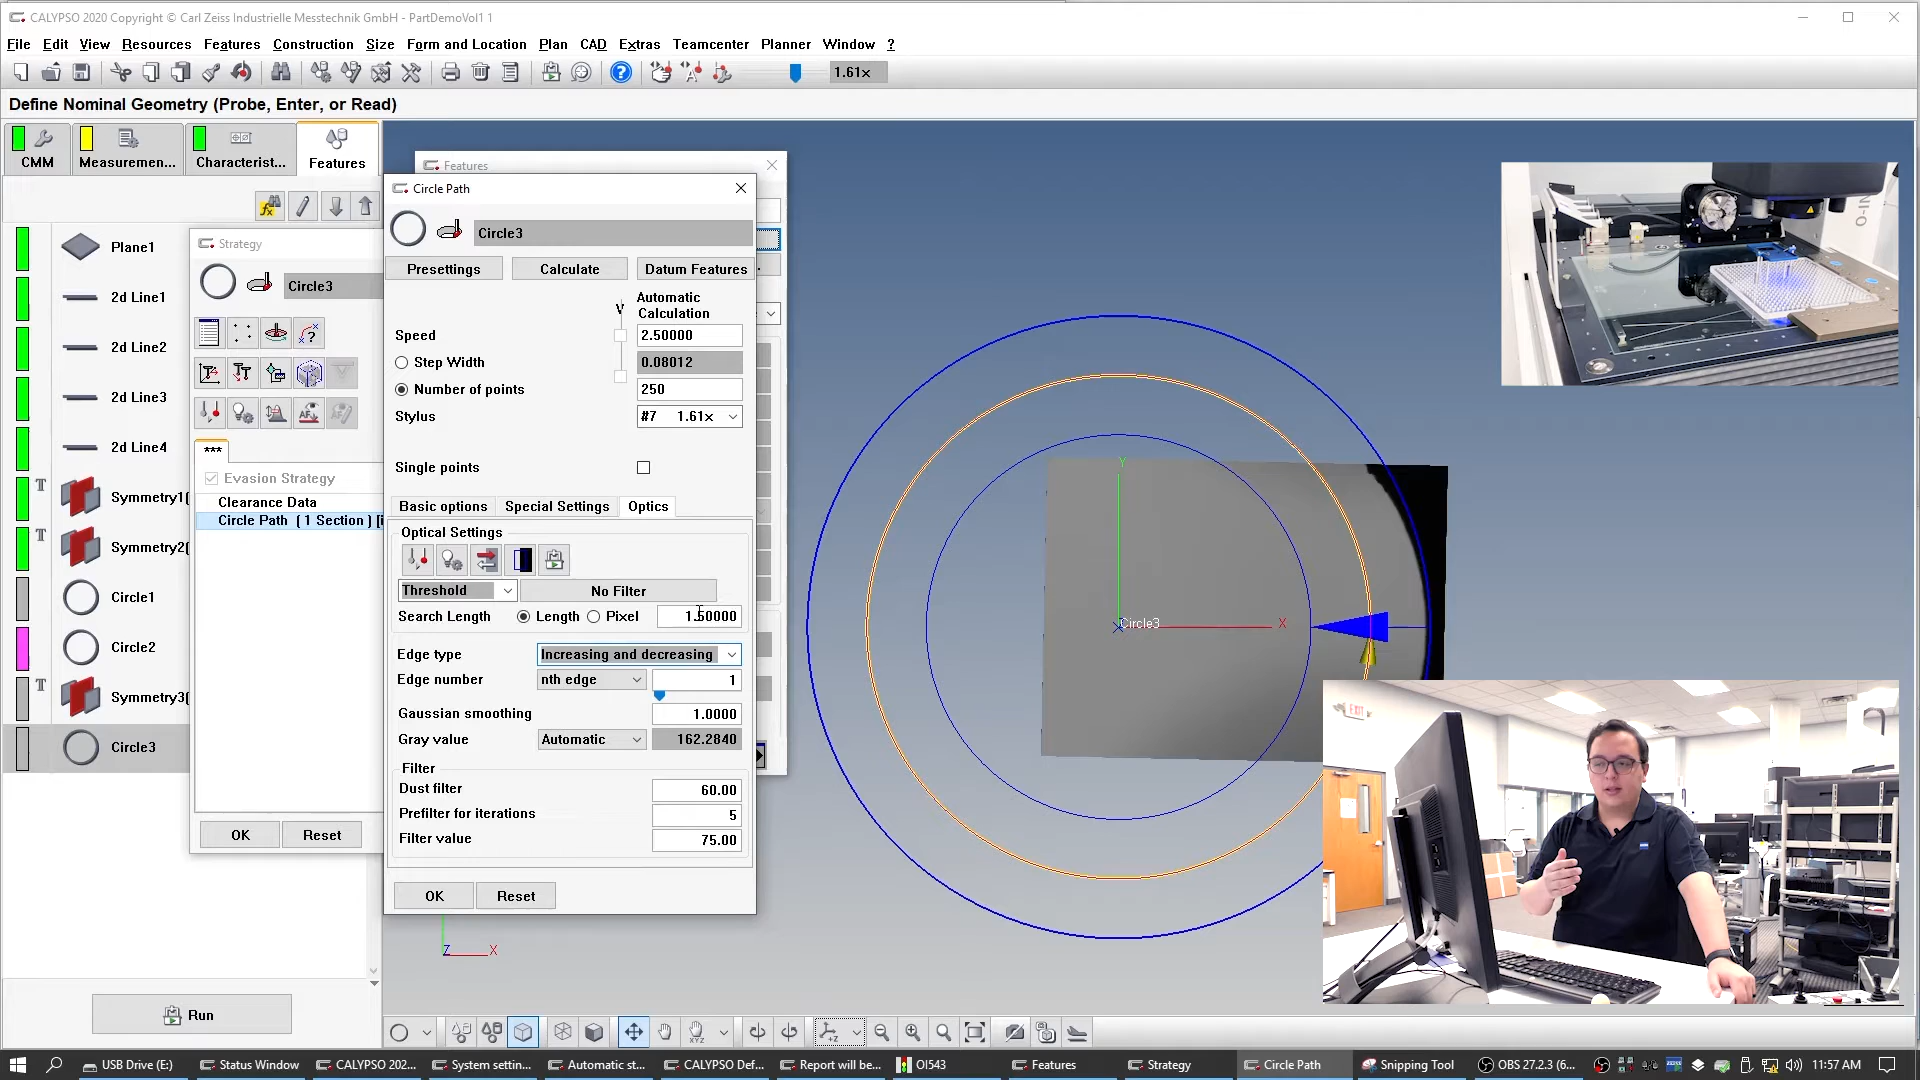 CALYPSO 2020 Copyright © Carl Zeiss Industrielle Messtechnik GmbH - PartDemoVol1 1
File Edit View Resources Features Construction Size Form and Location Plan CAD Extras Teamcenter Planner Window ?
1.61x
Define Nominal Geometry (Probe, Enter, or Read)
CMM
Measuremen...
Characterist...
Features
Plane1
2d Line1
2d Line2
2d Line3
2d Line4
T Symmetry1(
T Symmetry2(
Circle1
Circle2
T Symmetry3(
Circle3
Run
Strategy
Circle3
***
Evasion Strategy
Clearance Data
Circle Path ( 1 Section ) [i
OK Reset
Features
Circle Path
Circle3
Presettings Calculate Datum Features
V
Automatic
Calculation
Speed 2.50000
Step Width 0.08012
Number of points 250
Stylus #7 1.61x
Single points
Basic options Special Settings Optics
Optical Settings
Threshold No Filter
Search Length Length Pixel 1.50000
Edge type Increasing and decreasing
Edge number nth edge 1
Gaussian smoothing 1.0000
Gray value Automatic 162.2840
Filter
Dust filter 60.00
Prefilter for iterations 5
Filter value 75.00
OK Reset
Y
Circle3
X
Z X
EXIT
XYZ
+Z
USB Drive (E:) Status Window CALYPSO 202... System settin... Automatic st... CALYPSO Def... Report will be... OI543 Features Strategy Circle Path Snipping Tool OBS 27.2.3 (6... 11:57 AM